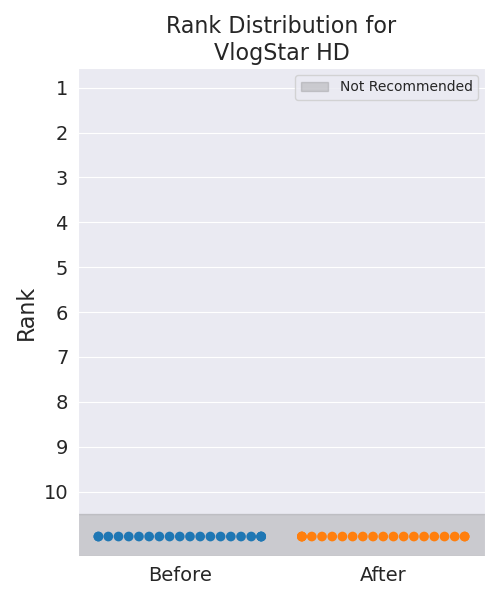 Rank Distribution for
VlogStar HD
Not Recommended
1
2
3
4
5
6
7
8
9
10
Rank
Before
After